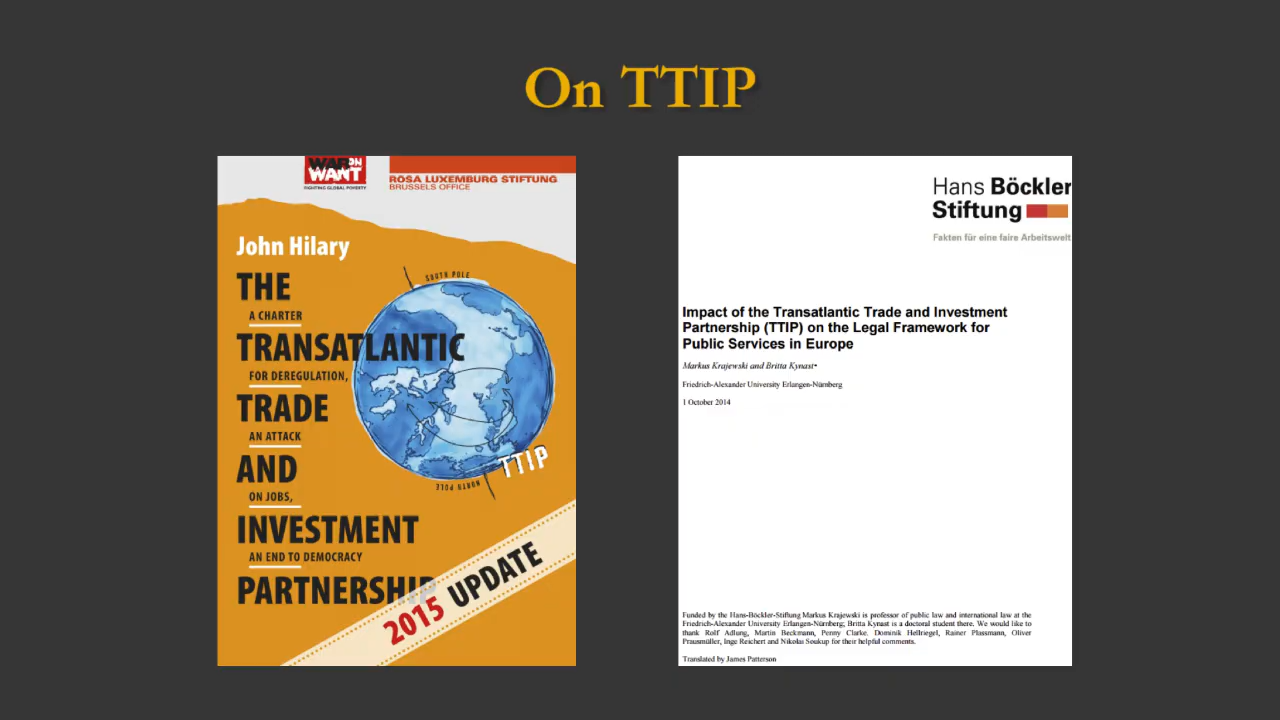 On TTIP
WAR ON WANT
FIGHTING GLOBAL POVERTY
ROSA LUXEMBURG STIFTUNG
BRUSSELS OFFICE
John Hilary
THE
A CHARTER
TRANSATLANTIC
FOR DEREGULATION,
TRADE
AN ATTACK
AND
ON JOBS,
INVESTMENT
AN END TO DEMOCRACY
PARTNERSHIP
SOUTH POLE
TTIP
NORTH POLE
2015 UPDATE
Hans Böckler
Stiftung
Fakten für eine faire Arbeitswelt
Impact of the Transatlantic Trade and Investment
Partnership (TTIP) on the Legal Framework for
Public Services in Europe
Markus Krajewski and Britta Kynast•
Friedrich-Alexander University Erlangen-Nürnberg
1 October 2014
Funded by the Hans-Böckler-Stiftung Markus Krajewski is professor of public law and international law at the
Friedrich-Alexander University Erlangen-Nürnberg; Britta Kynast is a doctoral student there. We would like to
thank Rolf Adlung, Martin Beckmann, Penny Clarke, Dominik Hellriegel, Rainer Plassmann, Oliver
Prausmüller, Inge Reichert and Nikolai Soukup for their helpful comments.
Translated by James Patterson